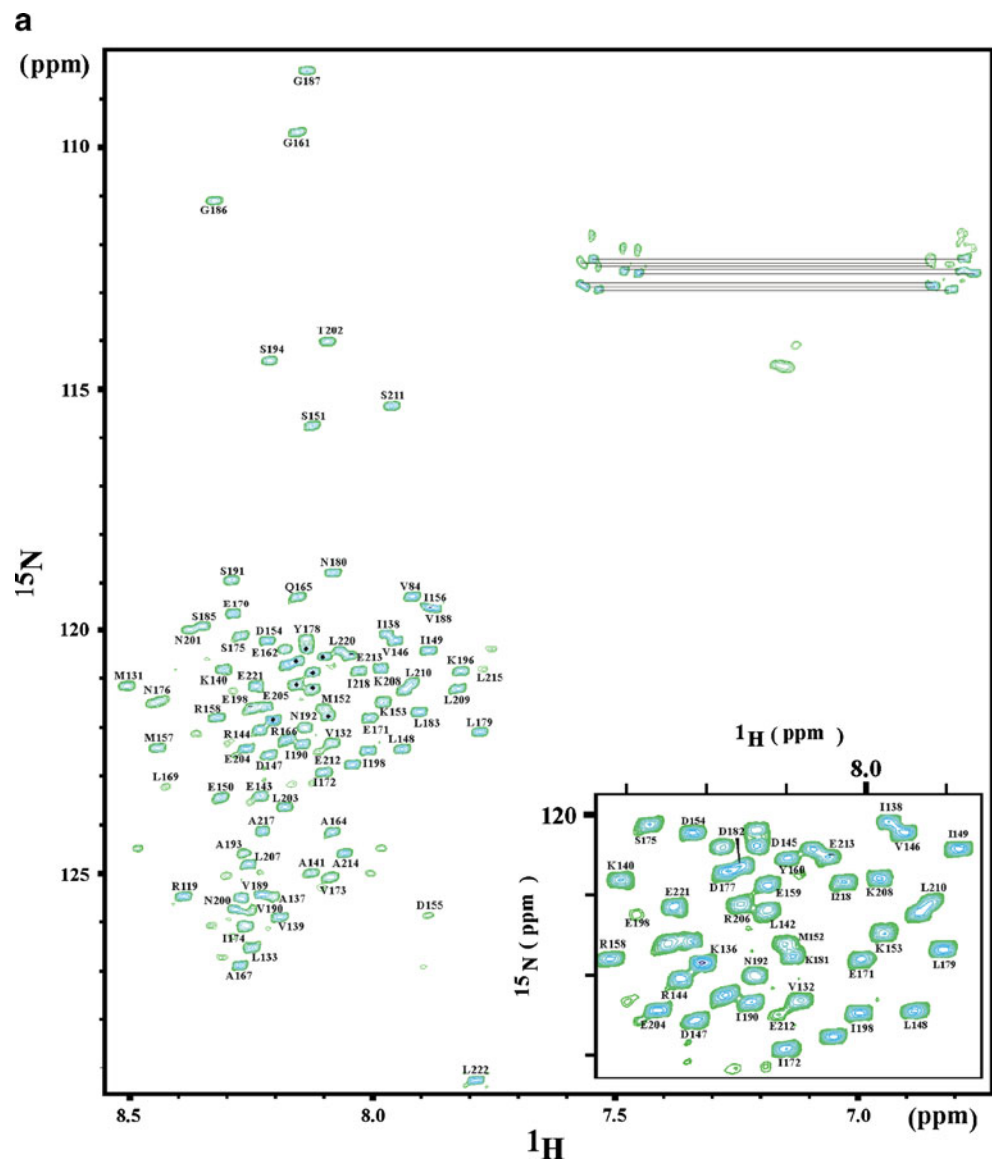 a
(ppm)
G187
110
G161
G186
T202
S194
115
S211
S151
15N
S191
N180
Q165
V84
E170
I156
V188
S185
Y178
120
D154
I138
N201
L220
S175
E162
V146
I149
E213
K196
M131
K140
E221
I218
K208
L210
L215
N176
L209
E198
E205
M152
K153
R158
N192
L183
E171
L179
R144
R166
V132
M157
E204
I190
E212
L148
D147
I198
I172
L169
E150
E143
L203
A217
A164
A193
L207
125
A141
R119
V189
V173
N200
A137
D155
V190
V139
I174
L133
A167
L222
1H (ppm)
8.0
120
I138
D154
D182
S175
D145
E213
V146
I149
Y160
K140
D177
E159
I218
K208
L210
E221
E198
R206
L142
M152
K153
R158
K136
K181
L179
N192
E171
R144
V132
I190
E204
E212
I198
L148
D147
I172
15N (ppm)
8.5
8.0
7.5
7.0
(ppm)
1H